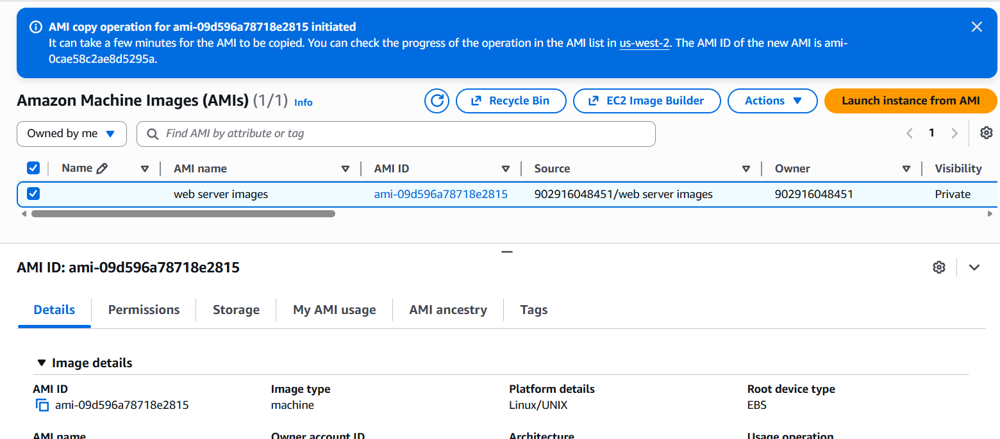 AMI copy operation for ami-09d596a78718e2815 initiated
It can take a few minutes for the AMI to be copied. You can check the progress of the operation in the AMI list in us-west-2. The AMI ID of the new AMI is ami-
0cae58c2ae8d5295a.
Amazon Machine Images (AMIs) (1/1) Info Recycle Bin EC2 Image Builder Actions Launch instance from AMI
Owned by me Find AMI by attribute or tag 1
Name AMI name AMI ID Source Owner Visibility
web server images ami-09d596a78718e2815 902916048451/web server images 902916048451 Private
AMI ID: ami-09d596a78718e2815
Details Permissions Storage My AMI usage AMI ancestry Tags
Image details
AMI ID Image type Platform details Root device type
ami-09d596a78718e2815 machine Linux/UNIX EBS
AMI name Owner account ID Architecture Usage operation